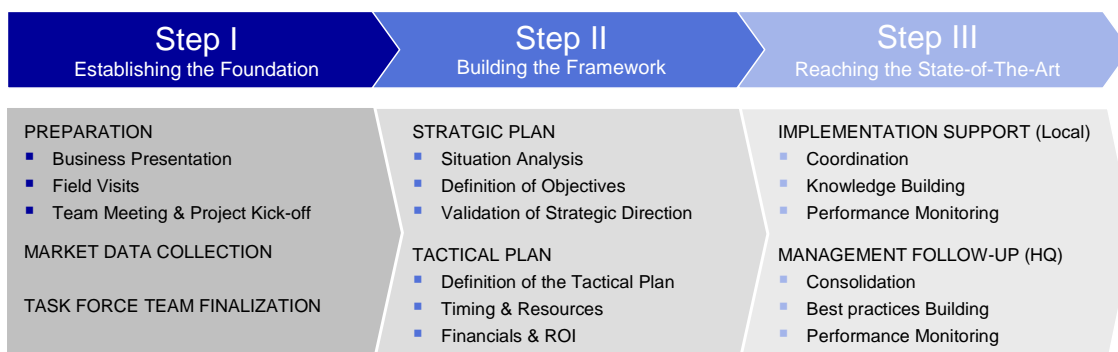 Step I
Establishing the Foundation
Step II
Building the Framework
Step III
Reaching the State-of-The-Art
PREPARATION
Business Presentation
Field Visits
Team Meeting & Project Kick-off
MARKET DATA COLLECTION
TASK FORCE TEAM FINALIZATION
STRATGIC PLAN
Situation Analysis
Definition of Objectives
Validation of Strategic Direction
TACTICAL PLAN
Definition of the Tactical Plan
Timing & Resources
Financials & ROI
IMPLEMENTATION SUPPORT (Local)
Coordination
Knowledge Building
Performance Monitoring
MANAGEMENT FOLLOW-UP (HQ)
Consolidation
Best practices Building
Performance Monitoring